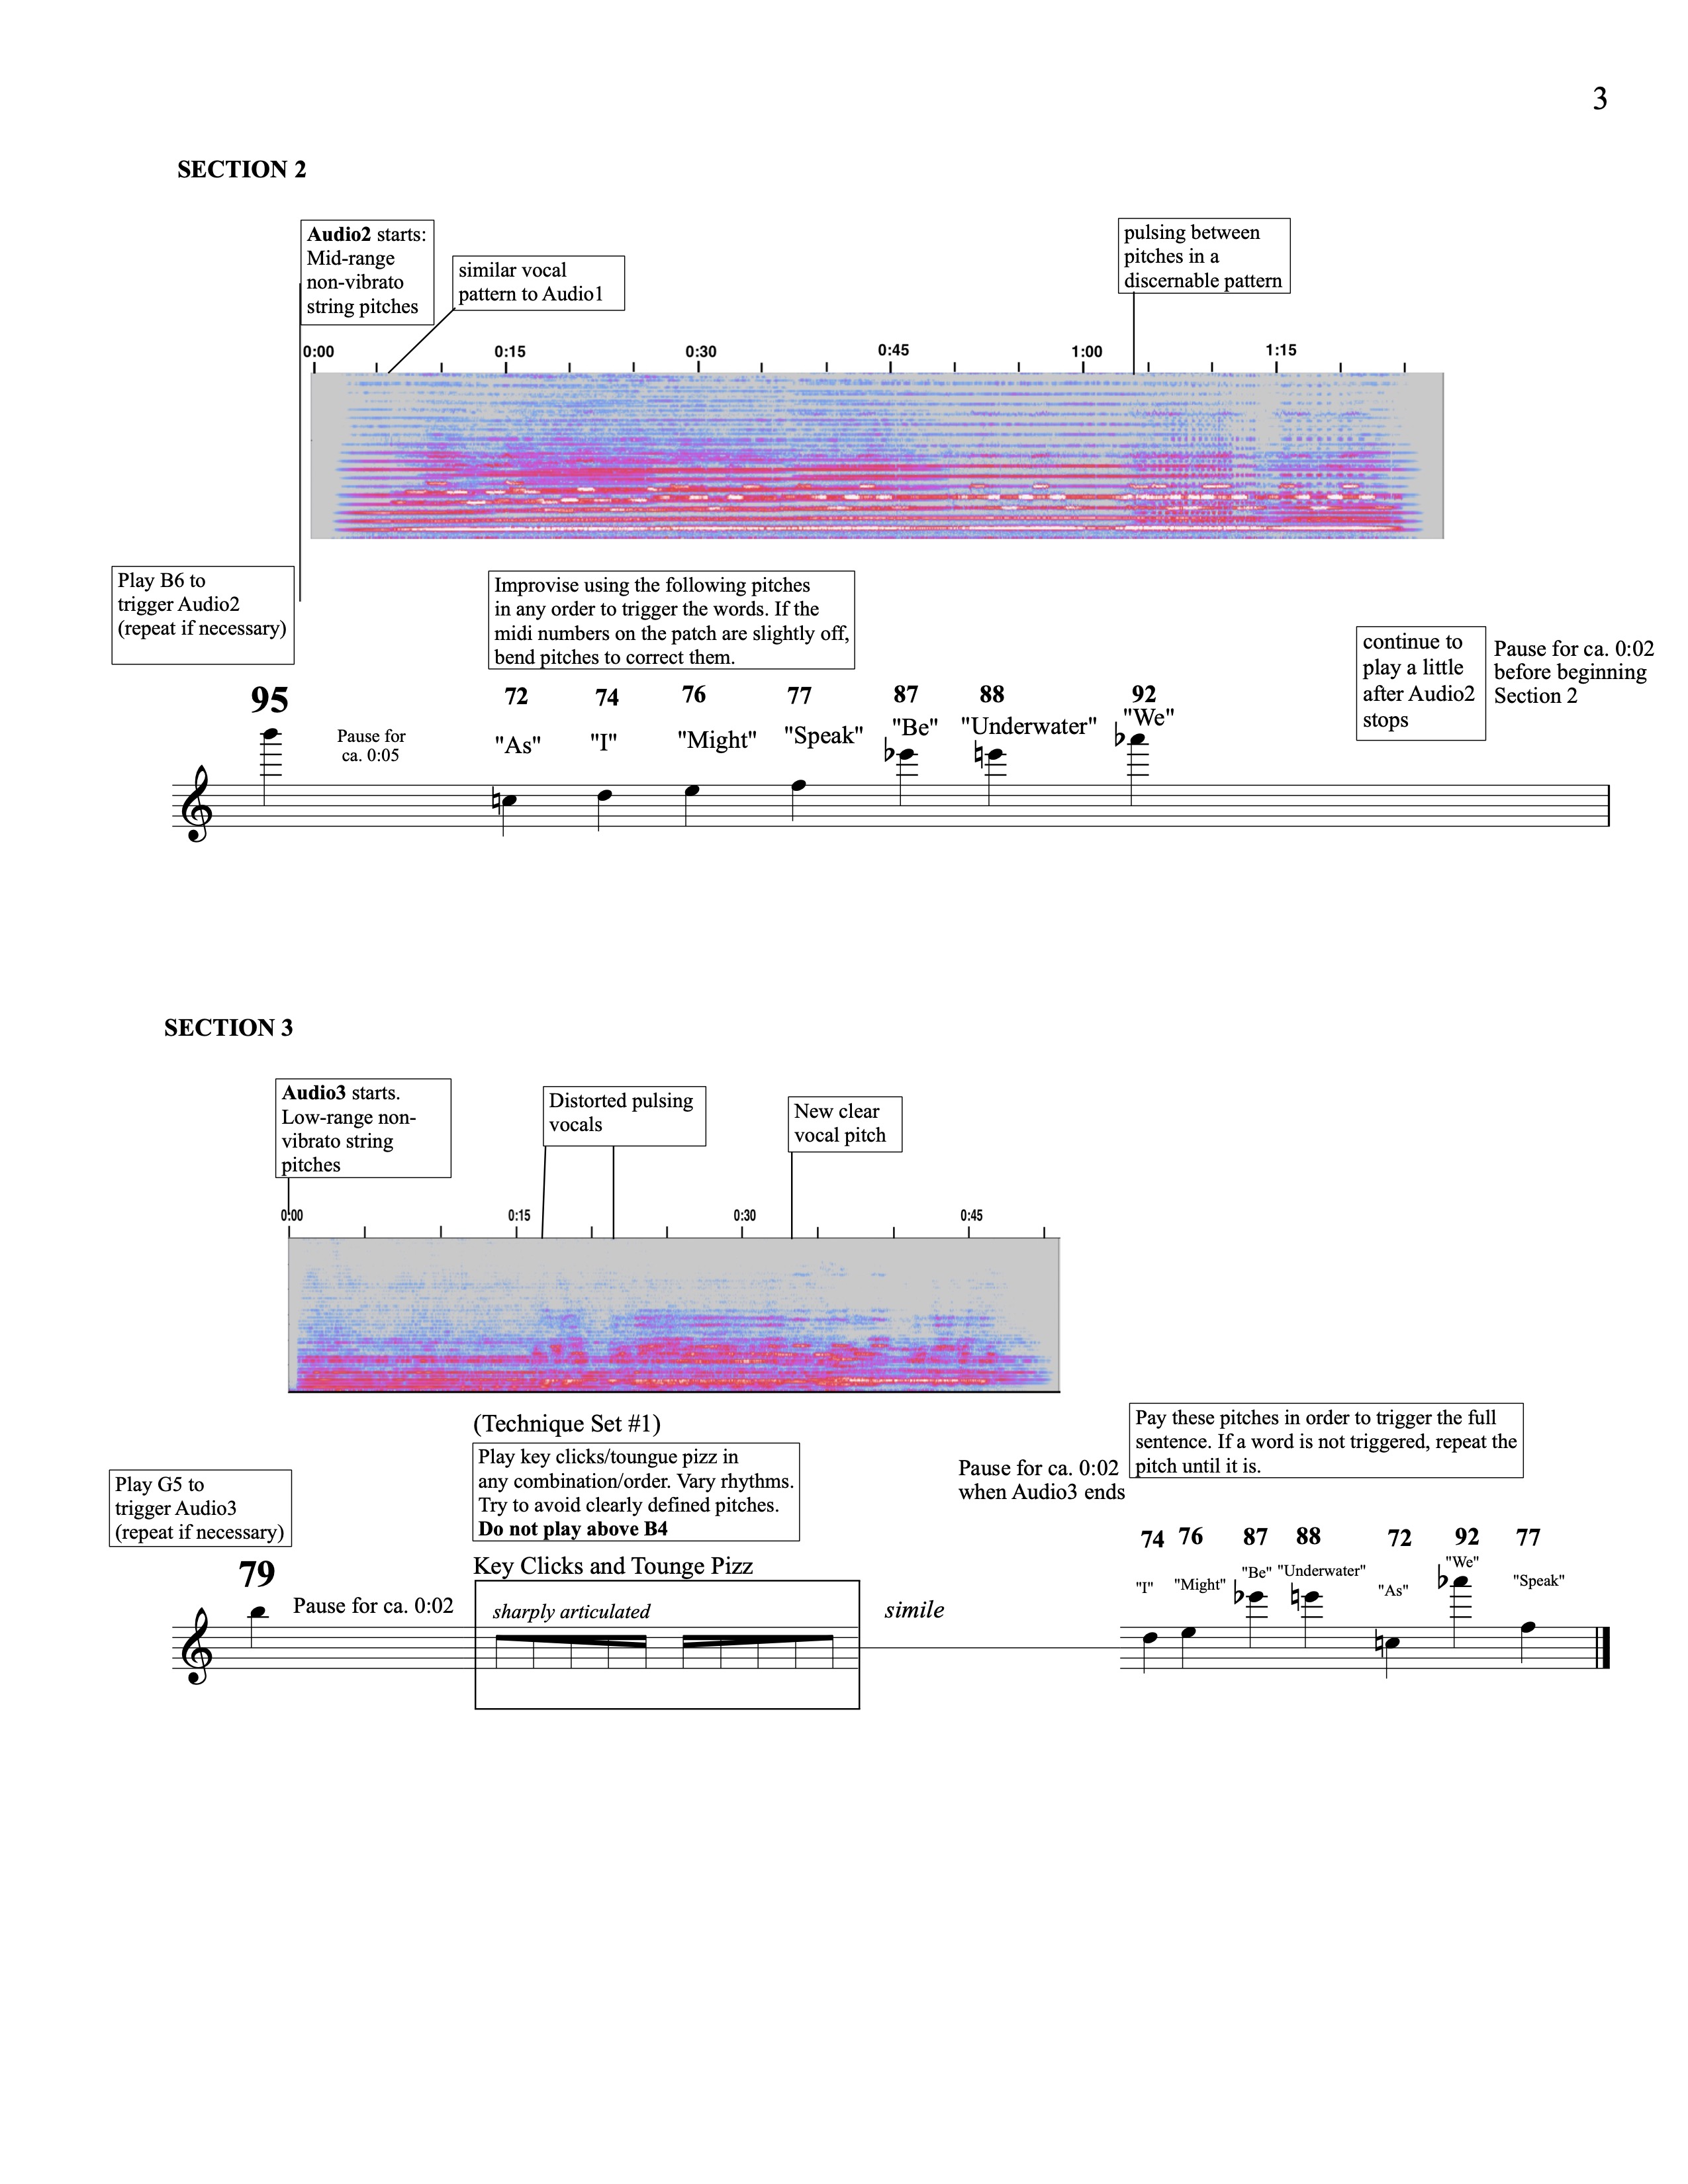 3
SECTION 2
Audio2 starts:
Mid-range
non-vibrato
string pitches
similar vocal
pattern to Audio1
pulsing between
pitches in a
discernable pattern
0:00 0:15 0:30 0:45 1:00 1:15
Play B6 to
trigger Audio2
(repeat if necessary)
Improvise using the following pitches
in any order to trigger the words. If the
midi numbers on the patch are slightly off,
bend pitches to correct them.
continue to
play a little
after Audio2
stops
Pause for ca. 0:02
before beginning
Section 2
95 72 74 76 77 87 88 92
Pause for
ca. 0:05
"As" "I" "Might" "Speak" "Be" "Underwater" "We"
SECTION 3
Audio3 starts.
Low-range non-
vibrato string
pitches
Distorted pulsing
vocals
New clear
vocal pitch
0:00 0:15 0:30 0:45
(Technique Set #1)
Play key clicks/toungue pizz in
any combination/order. Vary rhythms.
Try to avoid clearly defined pitches.
Do not play above B4
Pause for ca. 0:02
when Audio3 ends
Pay these pitches in order to trigger the full
sentence. If a word is not triggered, repeat the
pitch until it is.
Play G5 to
trigger Audio3
(repeat if necessary)
79
Pause for ca. 0:02
Key Clicks and Tounge Pizz
sharply articulated
simile
74 76 87 88 72 92 77
"I" "Might" "Be" "Underwater" "As" "We" "Speak"